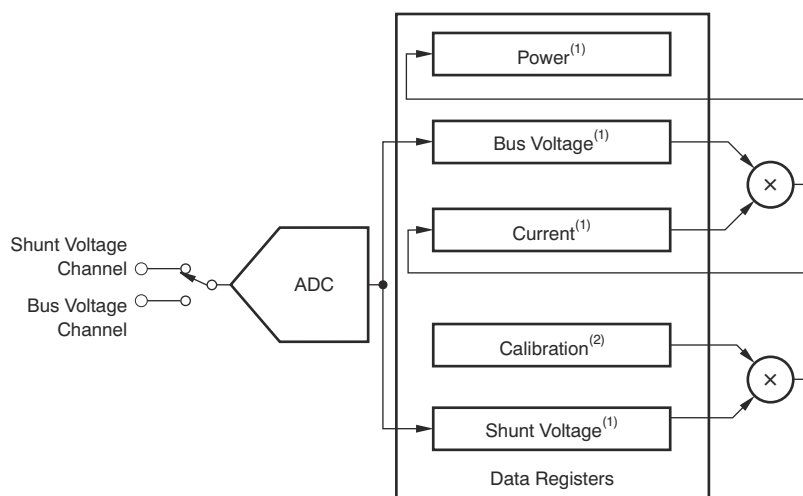 Power(1)
Bus Voltage(1)
×
Current(1)
Shunt Voltage
Channel
ADC
Bus Voltage
Channel
Calibration(2)
×
Shunt Voltage(1)
Data Registers